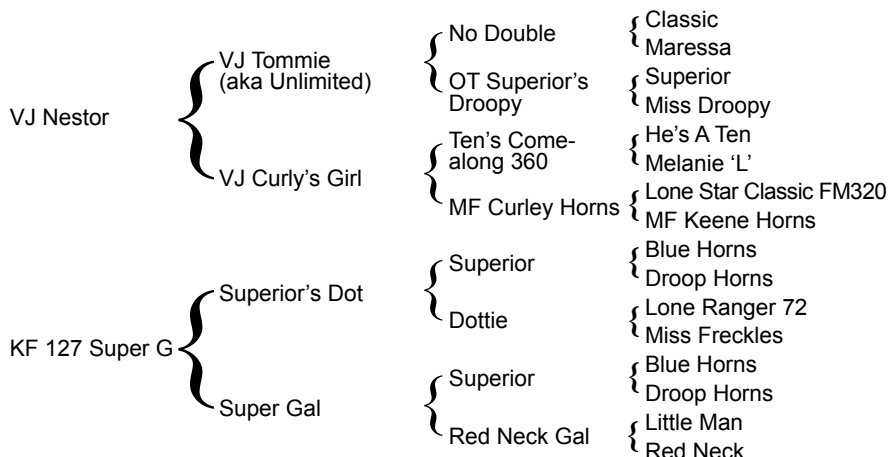 VJ Nestor
VJ Tommie
(aka Unlimited)
No Double
Classic
Maressa
OT Superior’s
Droopy
Superior
Miss Droopy
VJ Curly’s Girl
Ten’s Come-
along 360
He’s A Ten
Melanie ‘L’
MF Curley Horns
Lone Star Classic FM320
MF Keene Horns
KF 127 Super G
Superior’s Dot
Superior
Blue Horns
Droop Horns
Dottie
Lone Ranger 72
Miss Freckles
Super Gal
Superior
Blue Horns
Droop Horns
Red Neck Gal
Little Man
Red Neck